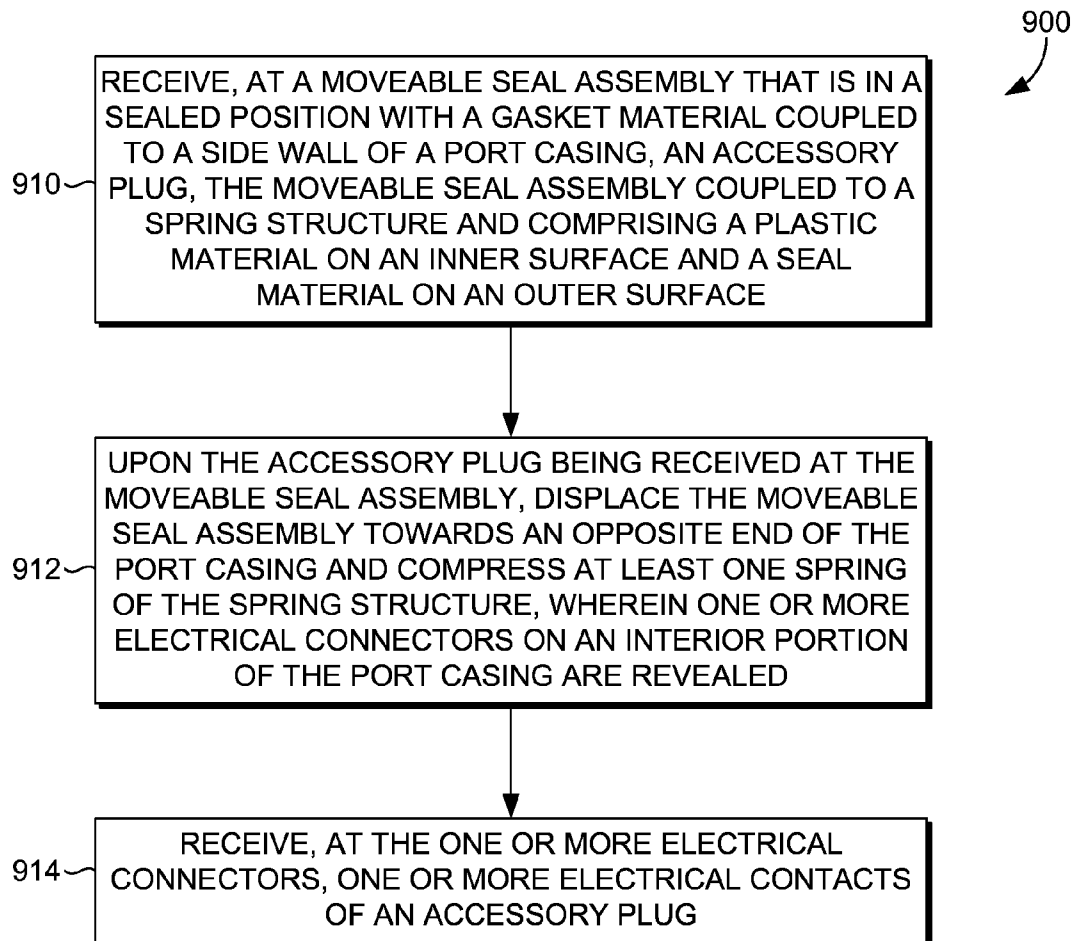 900
RECEIVE, AT A MOVEABLE SEAL ASSEMBLY THAT IS IN A
SEALED POSITION WITH A GASKET MATERIAL COUPLED
TO A SIDE WALL OF A PORT CASING, AN ACCESSORY
PLUG, THE MOVEABLE SEAL ASSEMBLY COUPLED TO A
SPRING STRUCTURE AND COMPRISING A PLASTIC
MATERIAL ON AN INNER SURFACE AND A SEAL
MATERIAL ON AN OUTER SURFACE
910
UPON THE ACCESSORY PLUG BEING RECEIVED AT THE
MOVEABLE SEAL ASSEMBLY, DISPLACE THE MOVEABLE
SEAL ASSEMBLY TOWARDS AN OPPOSITE END OF THE
PORT CASING AND COMPRESS AT LEAST ONE SPRING
OF THE SPRING STRUCTURE, WHEREIN ONE OR MORE
ELECTRICAL CONNECTORS ON AN INTERIOR PORTION
OF THE PORT CASING ARE REVEALED
912
RECEIVE, AT THE ONE OR MORE ELECTRICAL
CONNECTORS, ONE OR MORE ELECTRICAL CONTACTS
OF AN ACCESSORY PLUG
914